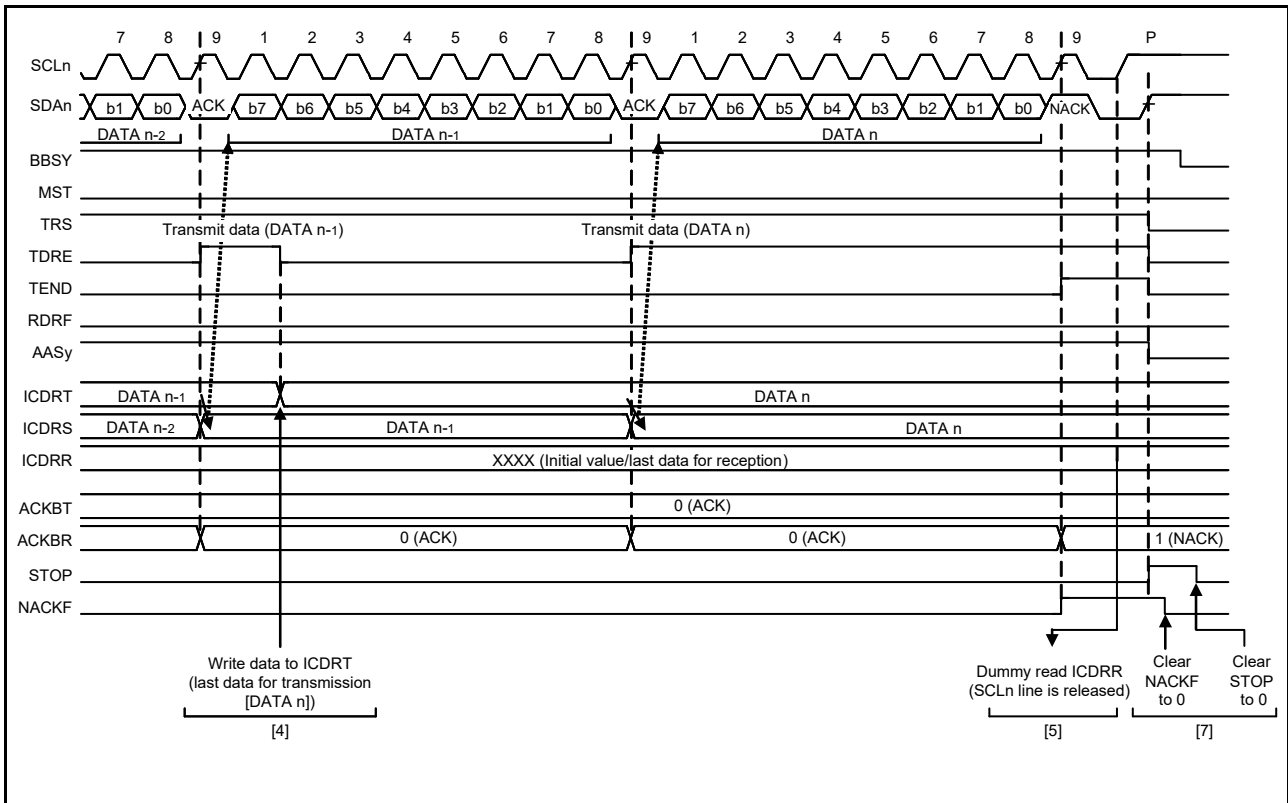 7 8 9 1 2 3 4 5 6 7 8 9 1 2 3 4 5 6 7 8 9 P
SCLn
SDAn b1 b0 ACK b7 b6 b5 b4 b3 b2 b1 b0 ACK b7 b6 b5 b4 b3 b2 b1 b0 NACK
DATA n-2 DATA n-1 DATA n
BBSY
MST
TRS
Transmit data (DATA n-1) Transmit data (DATA n)
TDRE
TEND
RDRF
AASy
ICDRT DATA n-1 DATA n
ICDRS DATA n-2 DATA n-1 DATA n
ICDRR XXXX (Initial value/last data for reception)
ACKBT 0 (ACK)
ACKBR 0 (ACK) 0 (ACK) 1 (NACK)
STOP
NACKF
Write data to ICDRT
(last data for transmission
[DATA n])
[4]
Dummy read ICDRR
(SCLn line is released)
[5]
Clear
NACKF
to 0
Clear
STOP
to 0
[7]